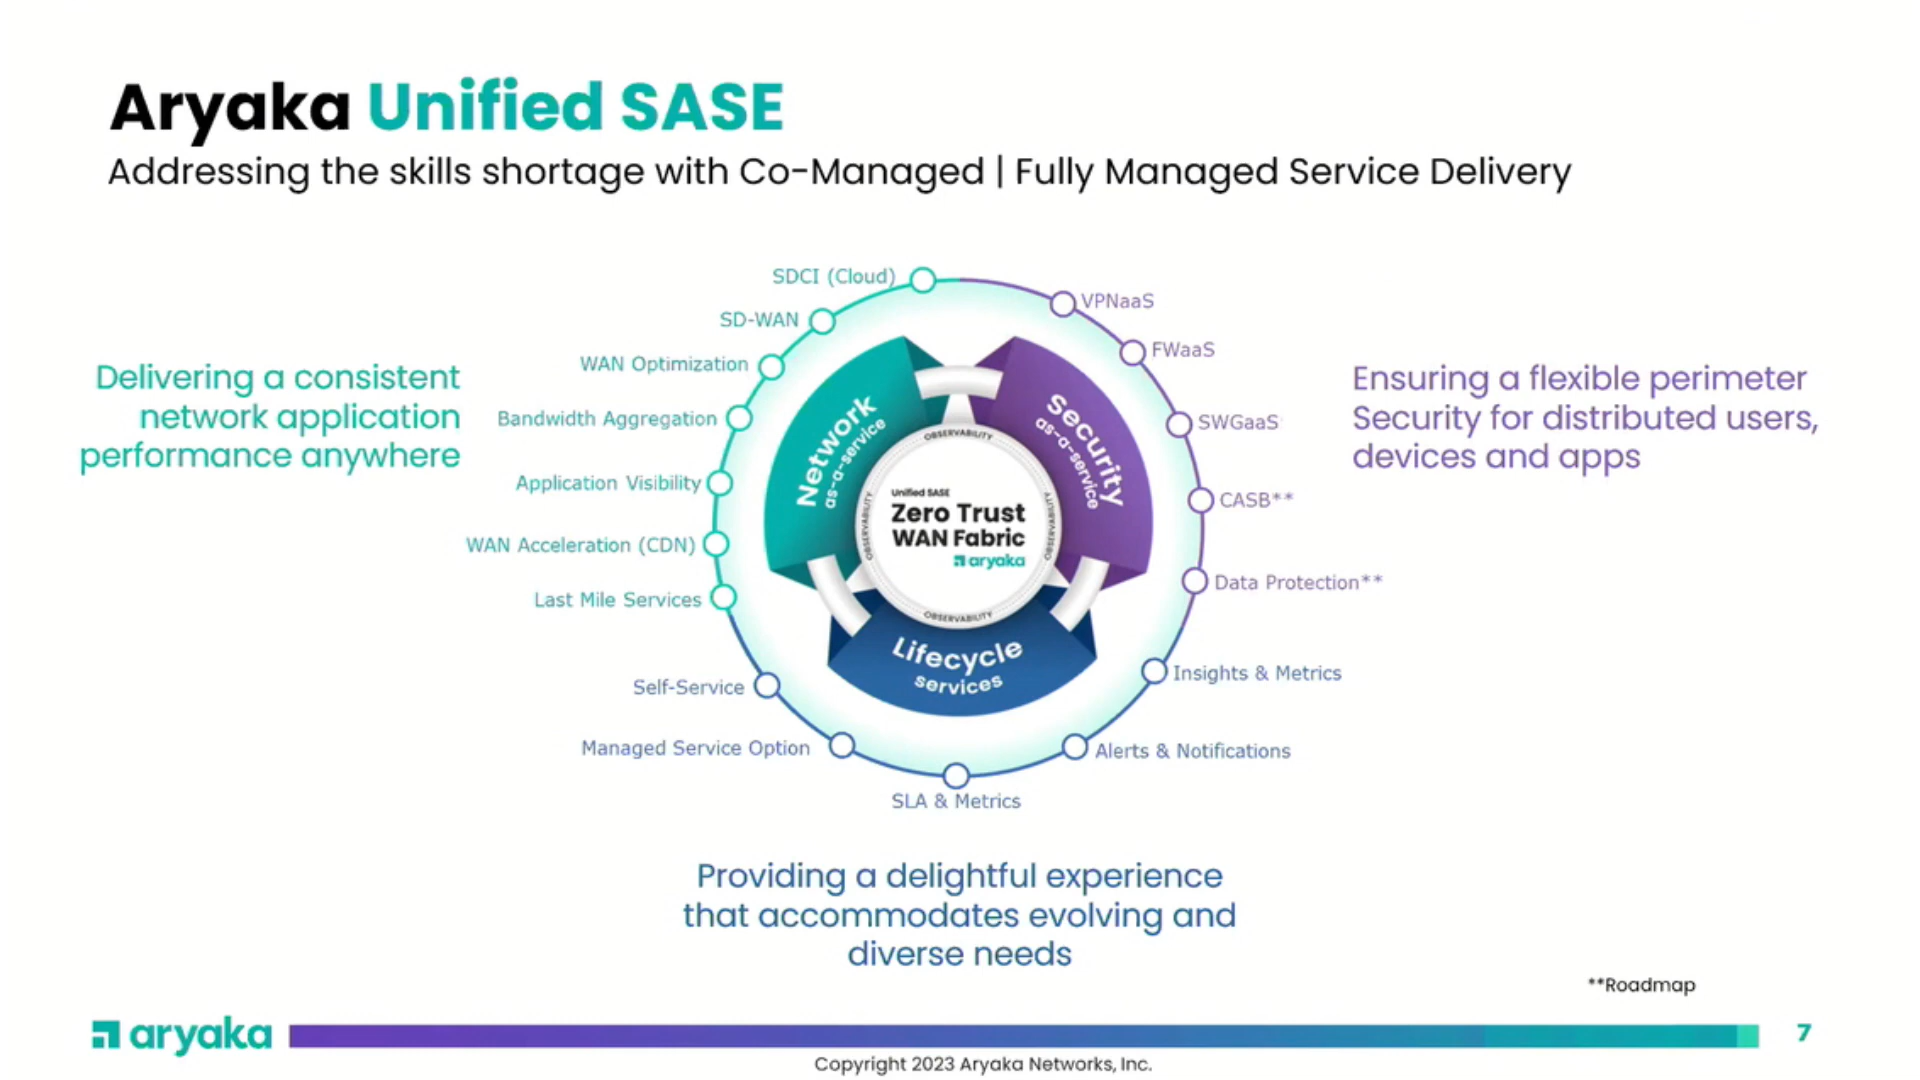 Aryaka Unified SASE
Addressing the skills shortage with Co-Managed | Fully Managed Service Delivery
Delivering a consistent
network application
performance anywhere
SDCI (Cloud)
SD-WAN
WAN Optimization
Bandwidth Aggregation
Application Visibility
WAN Acceleration (CDN)
Last Mile Services
Network
as-a-service
Security
as-a-service
Lifecycle
services
OBSERVABILITY
OBSERVABILITY
OBSERVABILITY
OBSERVABILITY
Unified SASE
Zero Trust
WAN Fabric
aryaka
VPNaaS
FWaaS
SWGaaS
CASB**
Data Protection**
Ensuring a flexible perimeter
Security for distributed users,
devices and apps
Self-Service
Managed Service Option
SLA & Metrics
Alerts & Notifications
Insights & Metrics
Providing a delightful experience
that accommodates evolving and
diverse needs
**Roadmap
aryaka
7
Copyright 2023 Aryaka Networks, Inc.